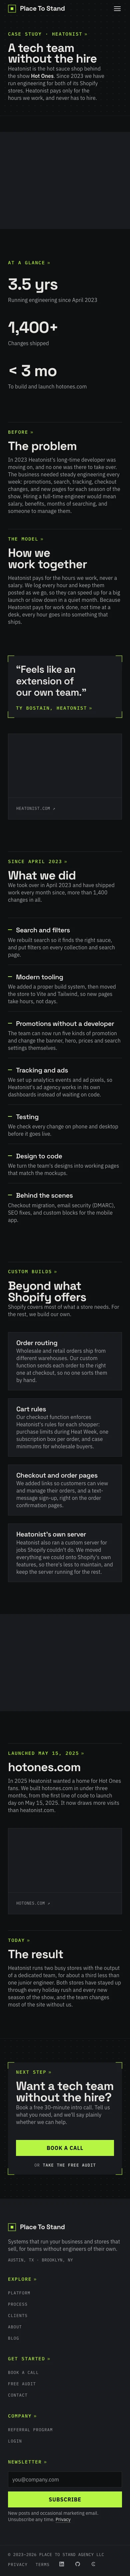 Place To Stand
CASE STUDY · HEATONIST
A tech team
without the hire
Heatonist is the hot sauce shop behind
the show Hot Ones. Since 2023 we have
run engineering for both of its Shopify
stores. Heatonist pays only for the
hours we work, and never has to hire.
AT A GLANCE
3.5 yrs
Running engineering since April 2023
1,400+
Changes shipped
< 3 mo
To build and launch hotones.com
BEFORE
The problem
In 2023 Heatonist's long-time developer was
moving on, and no one was there to take over.
The business needed engineering work every
week: promotions, search, tracking, checkout
changes, and new pages for each season of the
show. Hiring a full-time engineer would mean
salary, benefits, months of searching, and
someone to manage them.
THE MODEL
How we
work together
Heatonist pays for the hours we work, never a
salary. We log every hour and keep them
posted as we go, so they can speed up for a big
launch or slow down in a quiet month. Because
Heatonist pays for work done, not time at a
desk, every hour goes into something that
ships.
“Feels like an
extension of
our own team.”
TY BOSTAIN, HEATONIST
HEATONIST.COM
SINCE APRIL 2023
What we did
We took over in April 2023 and have shipped
work every month since, more than 1,400
changes in all.
Search and filters
We rebuilt search so it finds the right sauce,
and put filters on every collection and search
page.
Modern tooling
We added a proper build system, then moved
the store to Vite and Tailwind, so new pages
take hours, not days.
Promotions without a developer
The team can now run five kinds of promotion
and change the banner, hero, prices and search
settings themselves.
Tracking and ads
We set up analytics events and ad pixels, so
Heatonist's ad agency works in its own
dashboards instead of waiting on code.
Testing
We check every change on phone and desktop
before it goes live.
Design to code
We turn the team's designs into working pages
that match the mockups.
Behind the scenes
Checkout migration, email security (DMARC),
SEO fixes, and custom blocks for the mobile
app.
CUSTOM BUILDS
Beyond what
Shopify offers
Shopify covers most of what a store needs. For
the rest, we build our own.
Order routing
Wholesale and retail orders ship from
different warehouses. Our custom
function sends each order to the right
one at checkout, so no one sorts them
by hand.
Cart rules
Our checkout function enforces
Heatonist's rules for each shopper:
purchase limits during Heat Week, one
subscription box per order, and case
minimums for wholesale buyers.
Checkout and order pages
We added links so customers can view
and manage their orders, and a text-
message sign-up, with support on the order
confirmation pages.
Heatonist's own server
Heatonist also ran a custom server for
jobs Shopify couldn't do. We moved
everything we could into Shopify's own
features, so there's less to maintain, and
keep the server running for the rest.
LAUNCHED MAY 15, 2025
hotones.com
In 2025 Heatonist wanted a home for Hot Ones
fans. We built hotones.com in under three
months, from the first line of code to launch
day on May 15, 2025. It now draws more visits
than heatonist.com.
HOTONES.COM
TODAY
The result
Heatonist runs two busy stores with the output
of a dedicated team, for about a third less than
one full-time hire. Both stores have stayed up
through every holiday rush and every new
season of the show, and each new launch carries
most of the site without us.
NEXT STEP
Want a tech team
without the hire?
Book a free 30-minute intro call. Tell us
what you need, and we'll say plainly
whether we can help.
BOOK A CALL
OR TAKE THE FREE AUDIT
Place To Stand
Systems that run your business and stores that
sell, for teams without engineers of their own.
AUSTIN, TX · BROOKLYN, NY
EXPLORE
PLATFORM
PROCESS
CLIENTS
ABOUT
BLOG
GET STARTED
BOOK A CALL
FREE AUDIT
CONTACT
COMPANY
REFERRAL PROGRAM
LOGIN
NEWSLETTER
you@company.com
SUBSCRIBE
New posts and occasional marketing email.
Unsubscribe any time. Privacy
© 2023–2026 PLACE TO STAND AGENCY LLC
PRIVACY TERMS